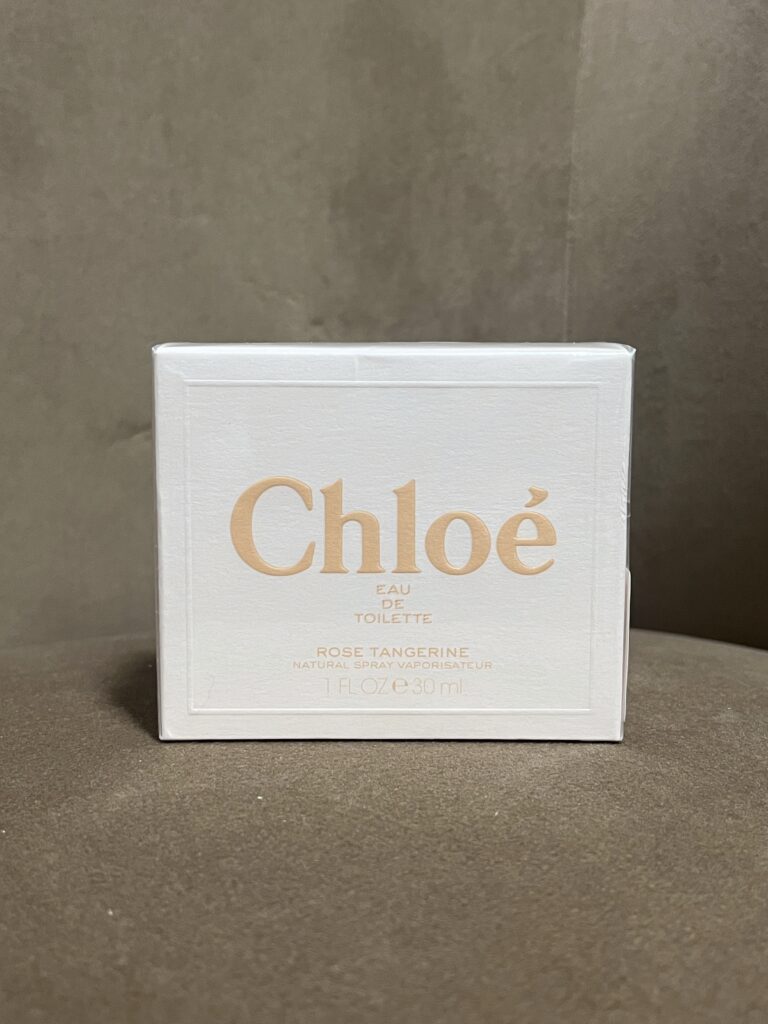 Chloé
EAU
DE
TOILETTE
ROSE TANGERINE
NATURAL SPRAY VAPORISATEUR
1 FL.OZ ℮ 30 ml